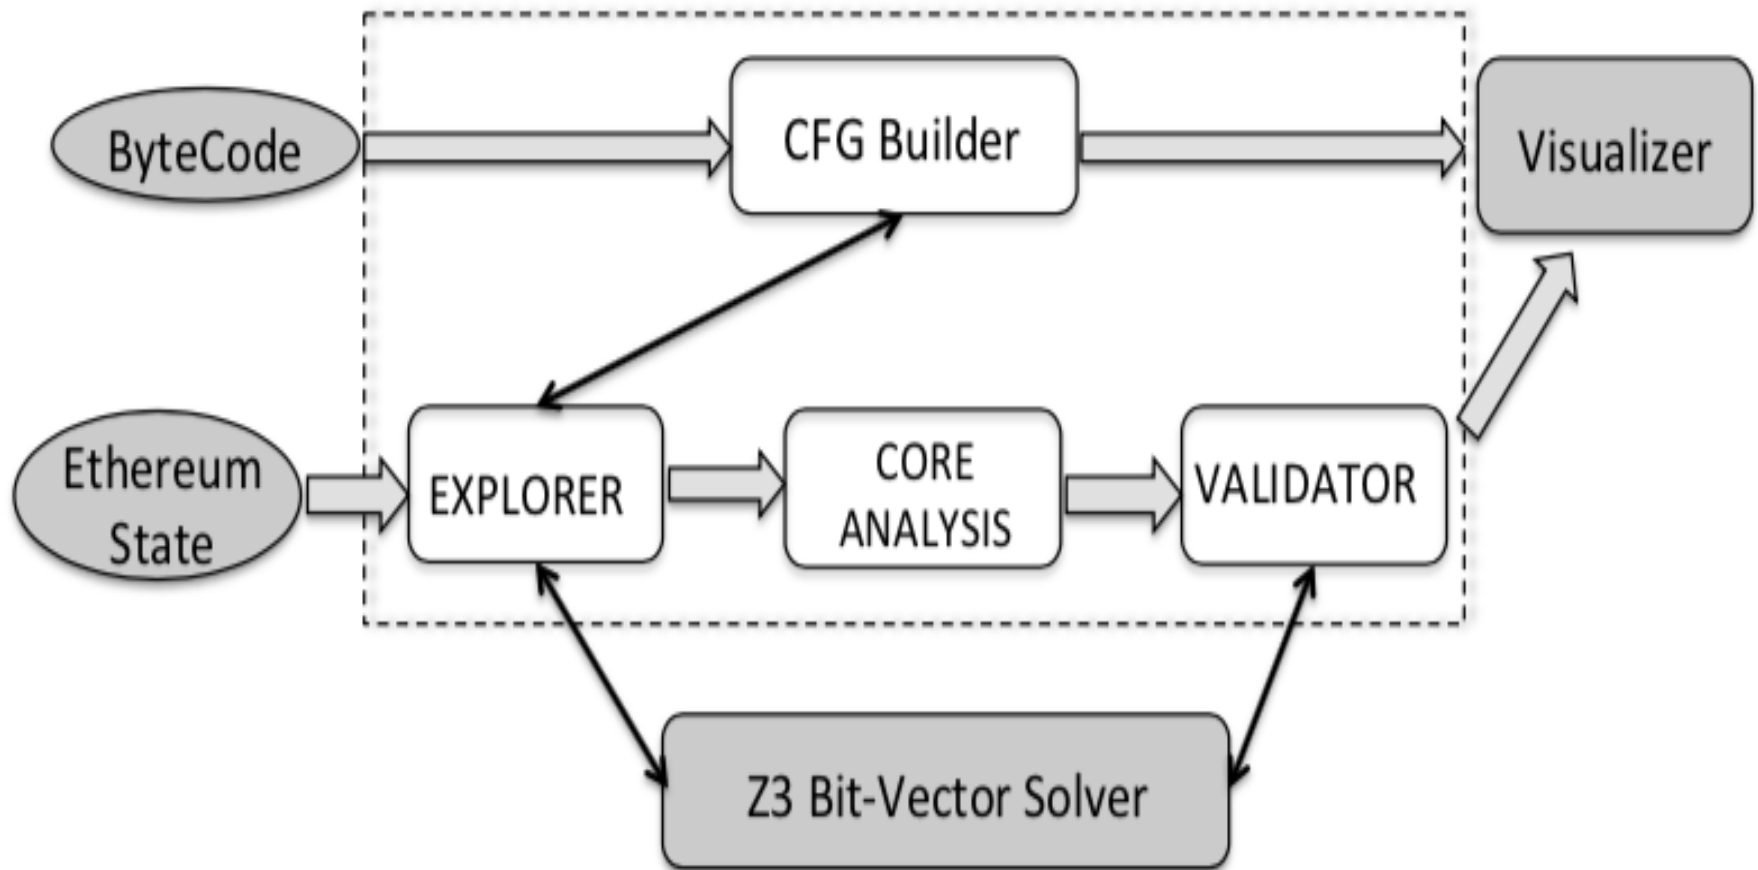 ByteCode
CFG Builder
Visualizer
Ethereum
State
EXPLORER
CORE
ANALYSIS
VALIDATOR
Z3 Bit-Vector Solver